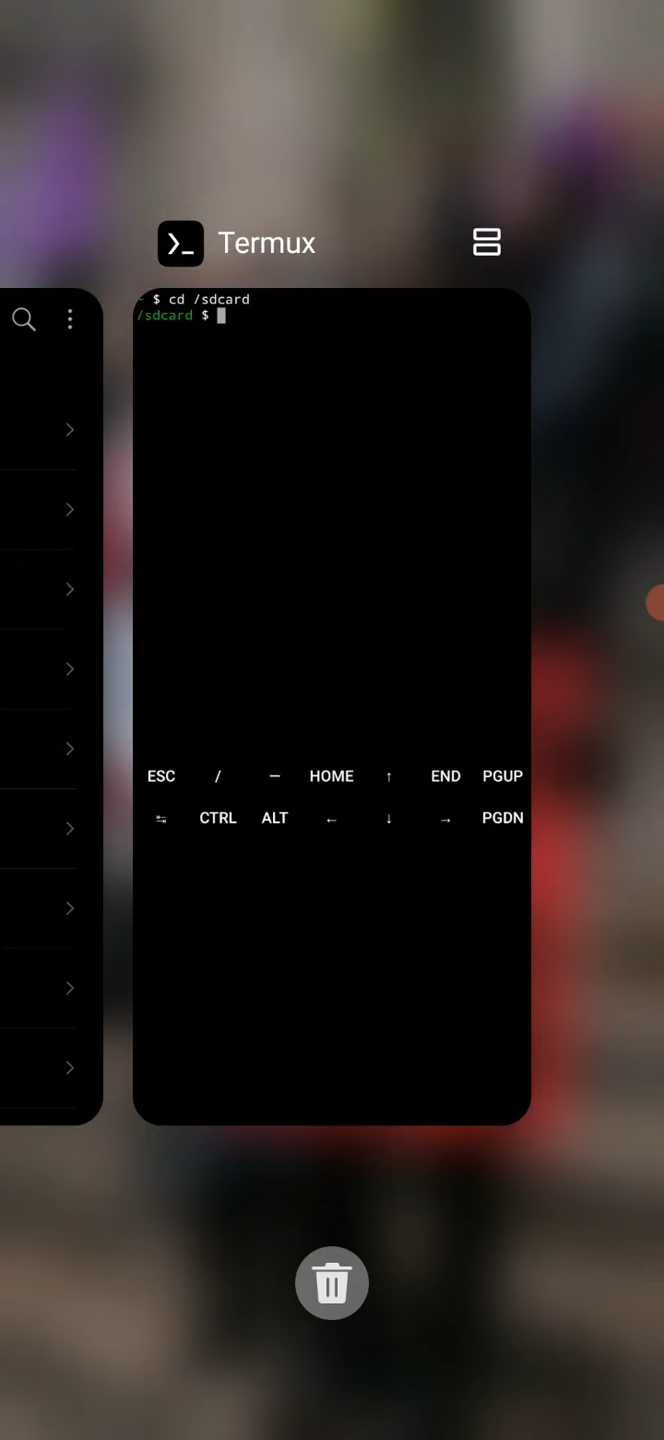 Termux
~ $ cd /sdcard
/sdcard $
ESC / — HOME ↑ END PGUP
↹ CTRL ALT ← ↓ → PGDN